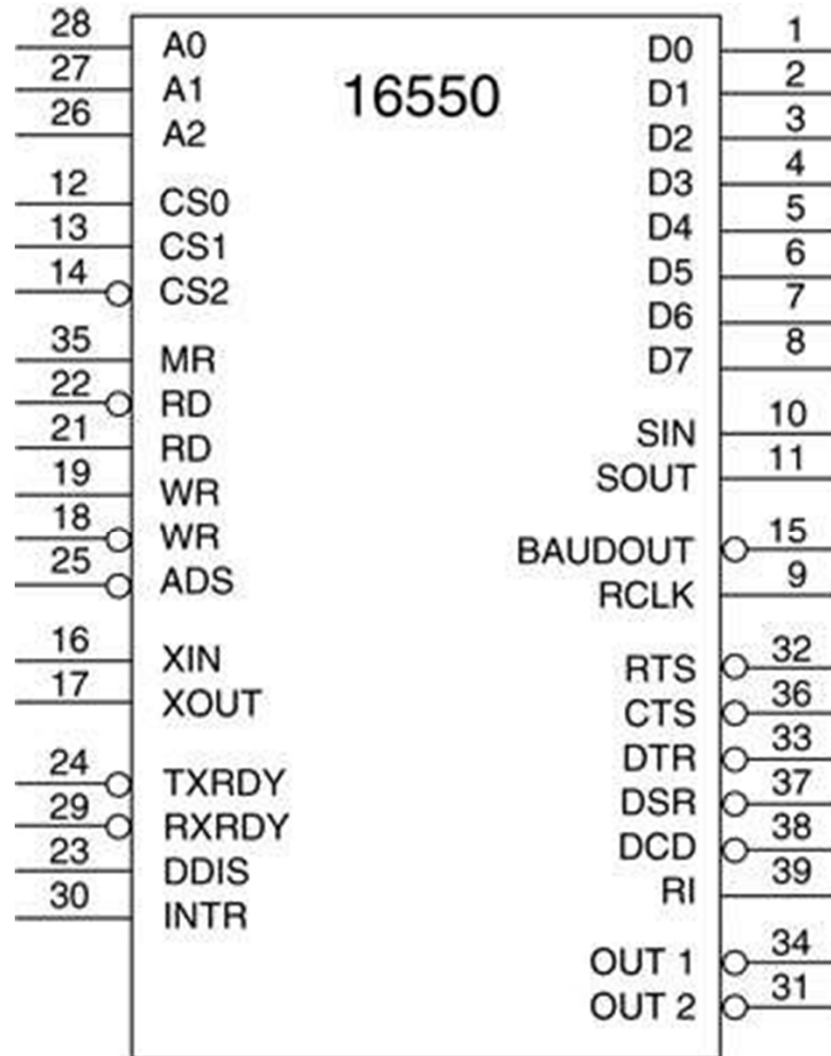 28 A0 D0 1
27 A1 16550 D1 2
26 A2 D2 3
12 CS0 D3 4
13 CS1 D4 5
14 CS2 D5 6
D6 7
35 MR D7 8
22 RD
21 RD SIN 10
19 WR SOUT 11
18 WR BAUDOUT 15
25 ADS RCLK 9
16 XIN RTS 32
17 XOUT CTS 36
DTR 33
24 TXRDY DSR 37
29 RXRDY DCD 38
23 DDIS RI 39
30 INTR
OUT 1 34
OUT 2 31